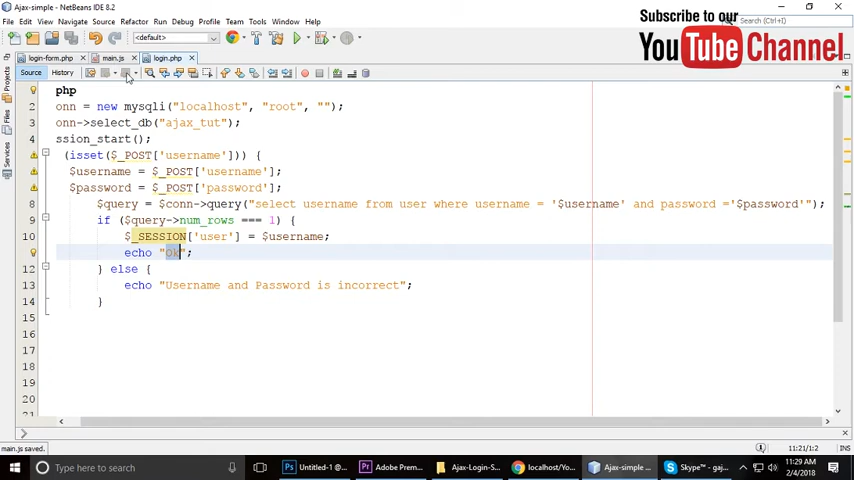 Ajax-simple - NetBeans IDE 8.2
Subscribe to our
YouTube Channel
File Edit View Navigate Source Refactor Run Debug Profile Team Tools Window Help
Search (Ctrl+I)
<default>
login-form.php main.js login.php
Source History
Projects
Files
Services
php
2 onn = new mysqli("localhost", "root", "");
3 onn->select_db("ajax_tut");
4 ssion_start();
(isset($_POST['username'])) {
$username = $_POST['username'];
$password = $_POST['password'];
8 $query = $conn->query("select username from user where username = '$username' and password ='$password'");
9 if ($query->num_rows === 1) {
10 $_SESSION['user'] = $username;
echo "Ok";
12 } else {
13 echo "Username and Password is incorrect";
14 }
15
16
17
18
19
20
21
main.js saved.
11:21/1:2
Type here to search
Untitled-1 @...
Adobe Prem...
Ajax-Login-S...
localhost/Yo...
Ajax-simple ...
Skype™ - gaj...
11:29 AM
2/4/2018